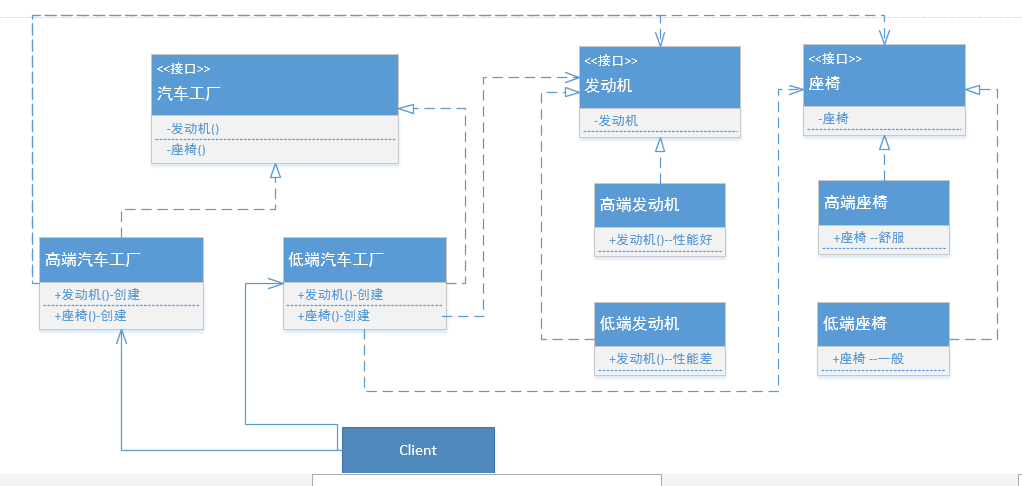 <<接口>>
汽车工厂
-发动机()
-座椅()
<<接口>>
发动机
-发动机
<<接口>>
座椅
-座椅
高端发动机
+发动机()--性能好
高端座椅
+座椅 --舒服
高端汽车工厂
+发动机()-创建
+座椅()-创建
低端汽车工厂
+发动机()-创建
+座椅()-创建
低端发动机
+发动机()--性能差
低端座椅
+座椅 --一般
Client